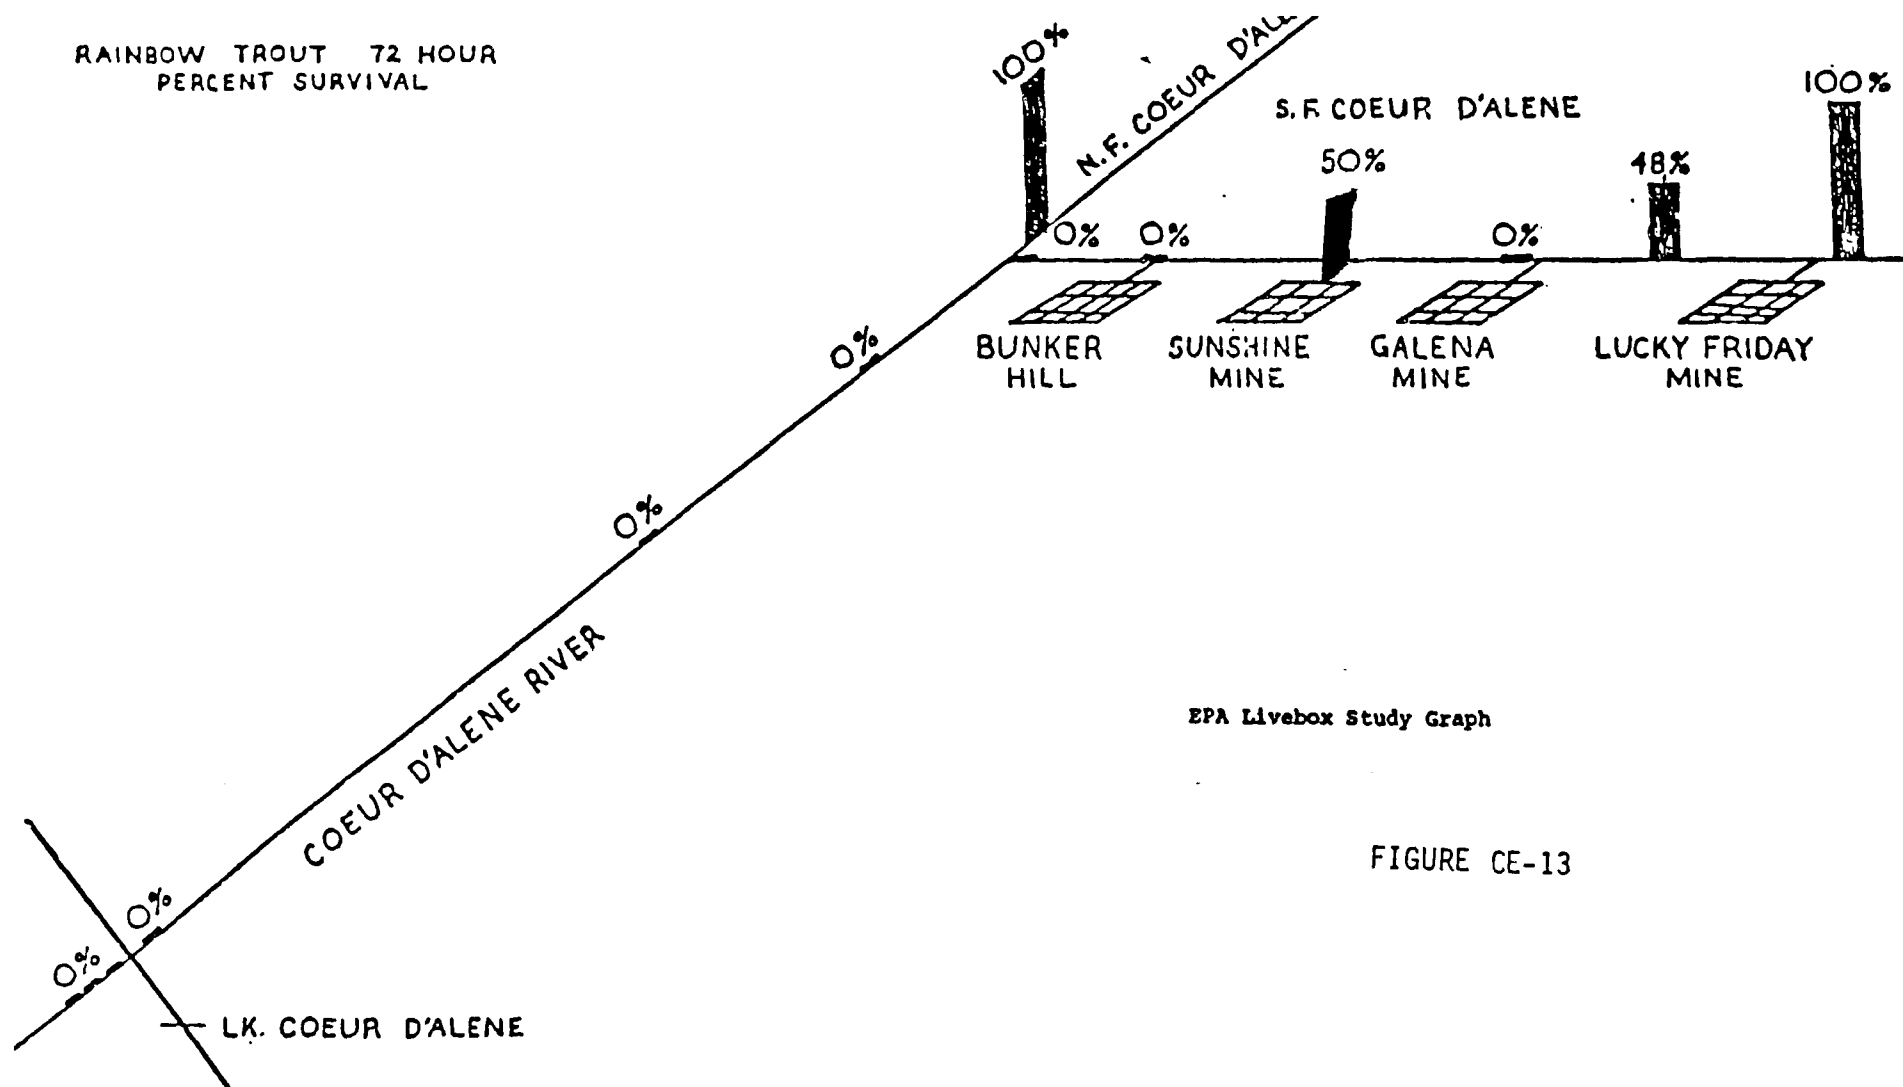 RAINBOW TROUT 72 HOUR
PERCENT SURVIVAL
100%
N.F. COEUR
S.F. COEUR D'ALENE
100%
50%
48%
0%
0%
0%
BUNKER
HILL
SUNSHINE
MINE
GALENA
MINE
LUCKY FRIDAY
MINE
0%
0%
COEUR D'ALENE RIVER
EPA Livebox Study Graph
FIGURE CE-13
0%
0%
LK. COEUR D'ALENE